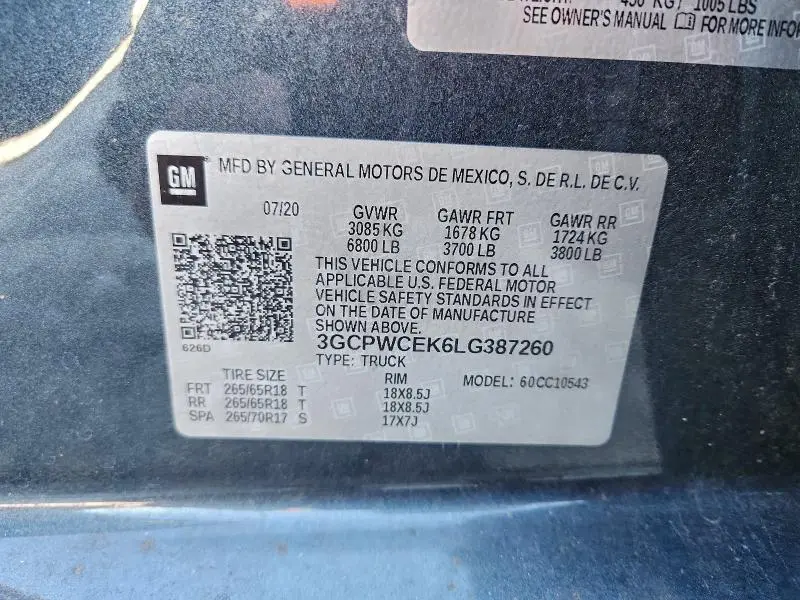 450 KG, 1005 LBS
SEE OWNER'S MANUAL FOR MORE INFO
GM MFD BY GENERAL MOTORS DE MEXICO, S. DE R.L. DE C.V.
07/20 GVWR GAWR FRT GAWR RR
3085 KG 1678 KG 1724 KG
6800 LB 3700 LB 3800 LB
THIS VEHICLE CONFORMS TO ALL
APPLICABLE U.S. FEDERAL MOTOR
VEHICLE SAFETY STANDARDS IN EFFECT
ON THE DATE OF MANUFACTURE
SHOWN ABOVE.
626D
3GCPWCEK6LG387260
TYPE: TRUCK
TIRE SIZE RIM MODEL: 60CC10543
FRT 265/65R18 T 18X8.5J
RR 265/65R18 T 18X8.5J
SPA 265/70R17 S 17X7J